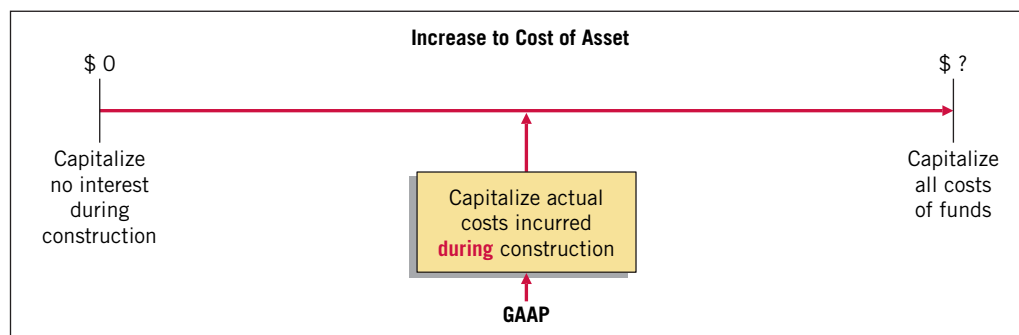 Increase to Cost of Asset
$ 0
$ ?
Capitalize
no interest
during
construction
Capitalize actual
costs incurred
during construction
Capitalize
all costs
of funds
GAAP